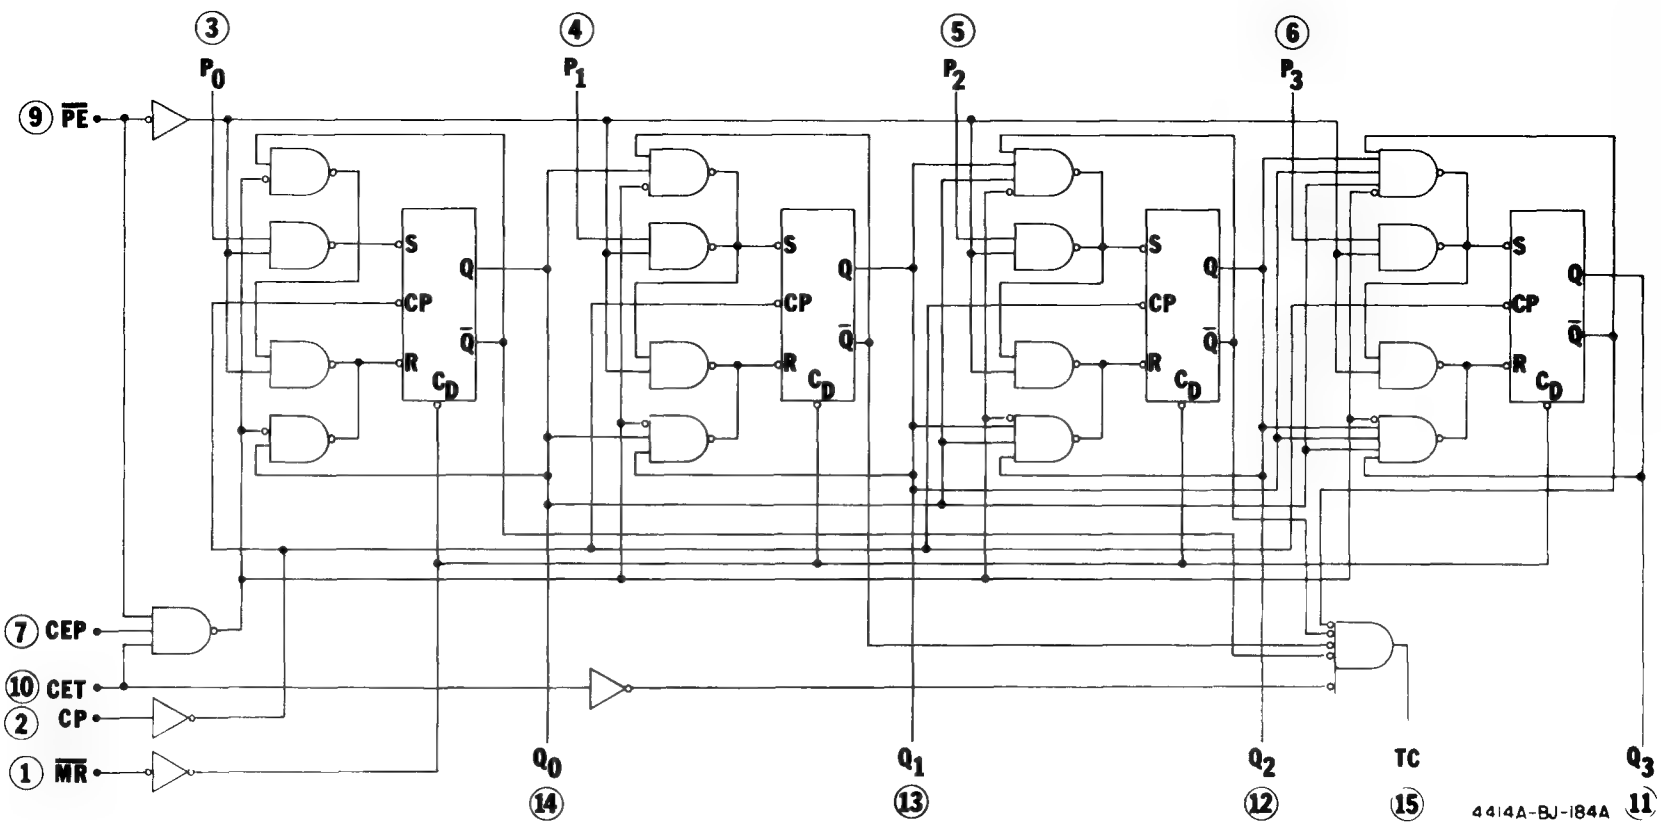 3 4 5 6
P0 P1 P2 P3
9 PE
S S S S
Q Q Q Q
CP CP CP CP
Q Q Q Q
R R R R
CD CD CD CD
7 CEP
10 CET
2 CP
1 MR
Q0 Q1 Q2 TC Q3
14 13 12 15 11
4414A-BJ-184A